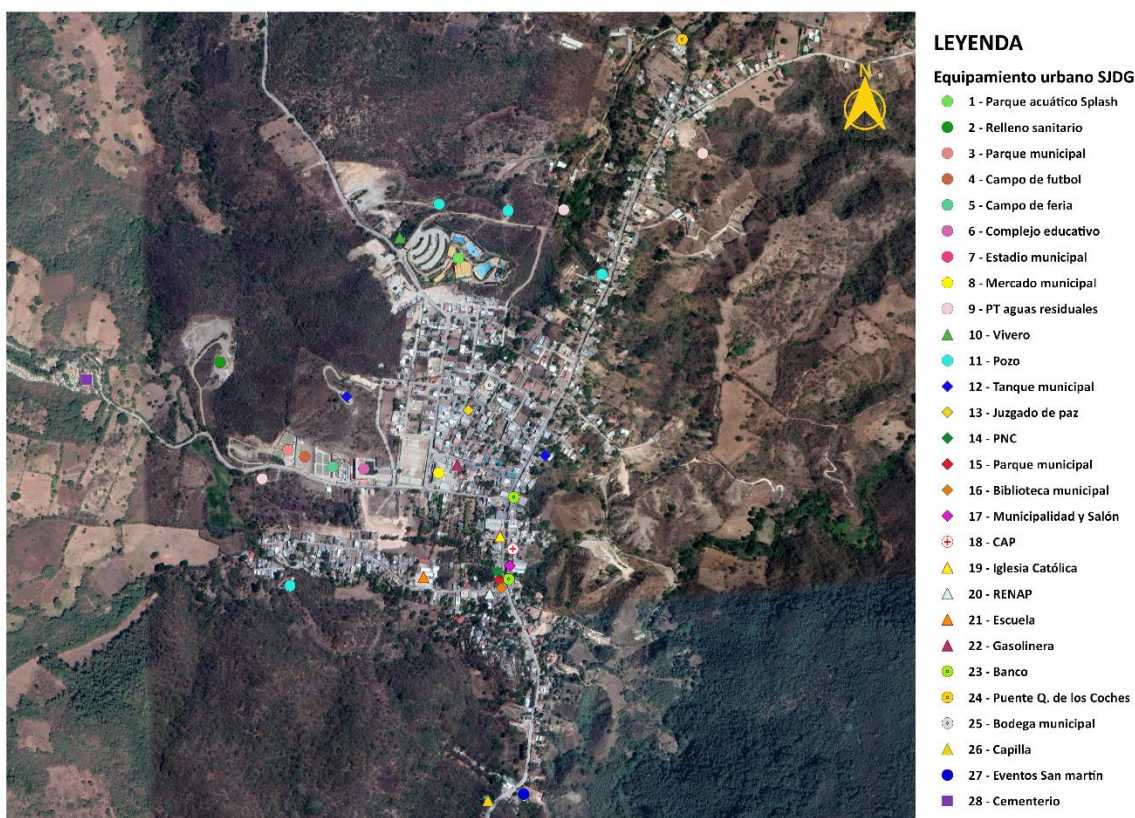 LEYENDA
Equipamiento urbano SJDG
1 - Parque acuático Splash
2 - Relleno sanitario
3 - Parque municipal
4 - Campo de futbol
5 - Campo de feria
6 - Complejo educativo
7 - Estadio municipal
8 - Mercado municipal
9 - PT aguas residuales
10 - Vivero
11 - Pozo
12 - Tanque municipal
13 - Juzgado de paz
14 - PNC
15 - Parque municipal
16 - Biblioteca municipal
17 - Municipalidad y Salón
18 - CAP
19 - Iglesia Católica
20 - RENAP
21 - Escuela
22 - Gasolinera
23 - Banco
24 - Puente Q. de los Coches
25 - Bodega municipal
26 - Capilla
27 - Eventos San martín
28 - Cementerio
N